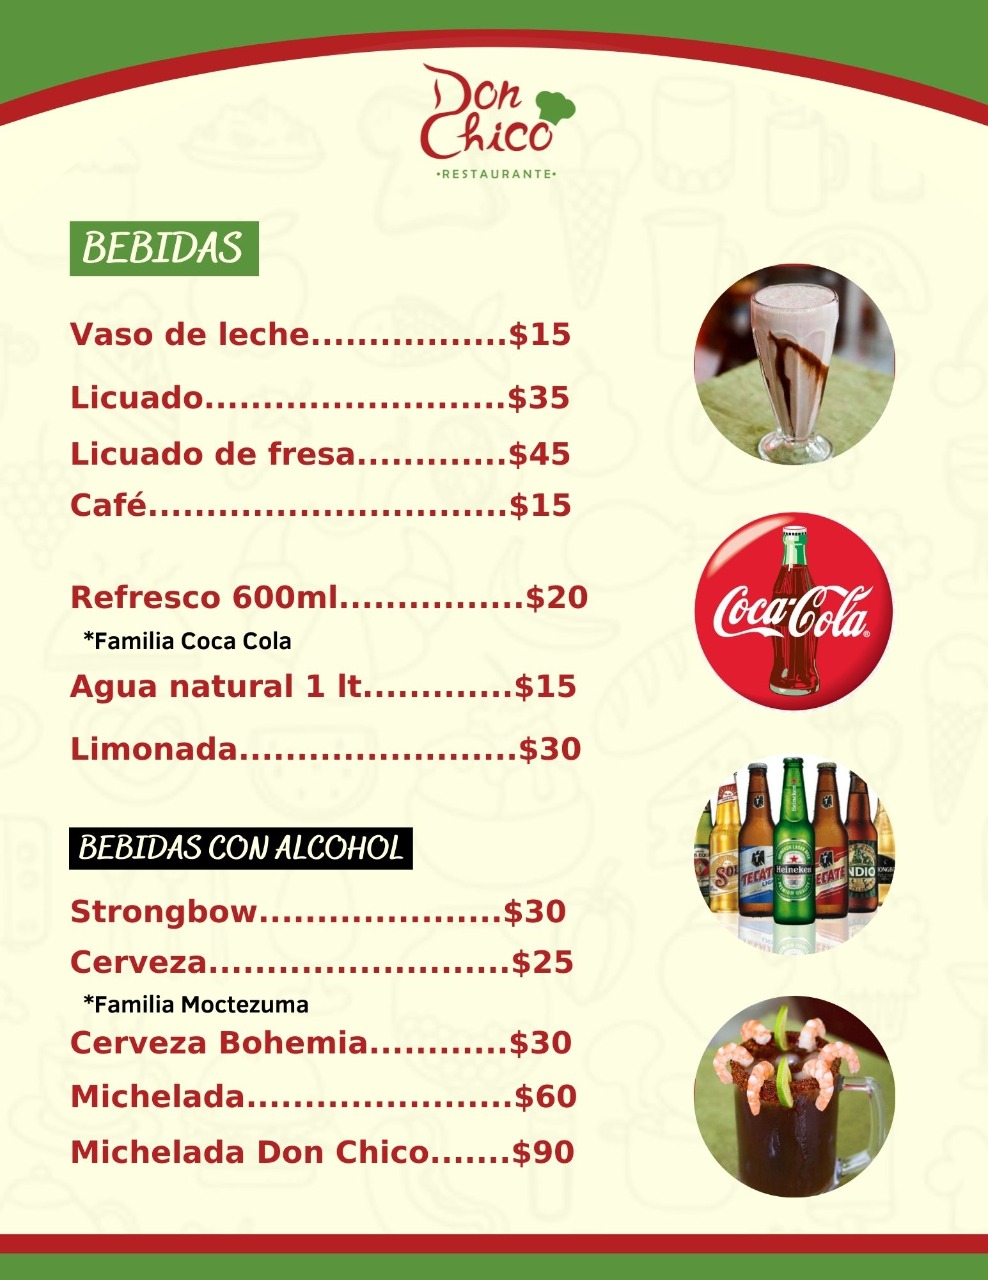 Don
Chico
•RESTAURANTE•
BEBIDAS
Vaso de leche.................$15
Licuado..........................$35
Licuado de fresa.............$45
Café...............................$15
Refresco 600ml................$20
*Familia Coca Cola
Agua natural 1 lt.............$15
Limonada........................$30
BEBIDAS CON ALCOHOL
Strongbow.....................$30
Cerveza..........................$25
*Familia Moctezuma
Cerveza Bohemia............$30
Michelada.......................$60
Michelada Don Chico.......$90
Coca-Cola®
Sol
TECATE
Heineken
TECATE
NDIO